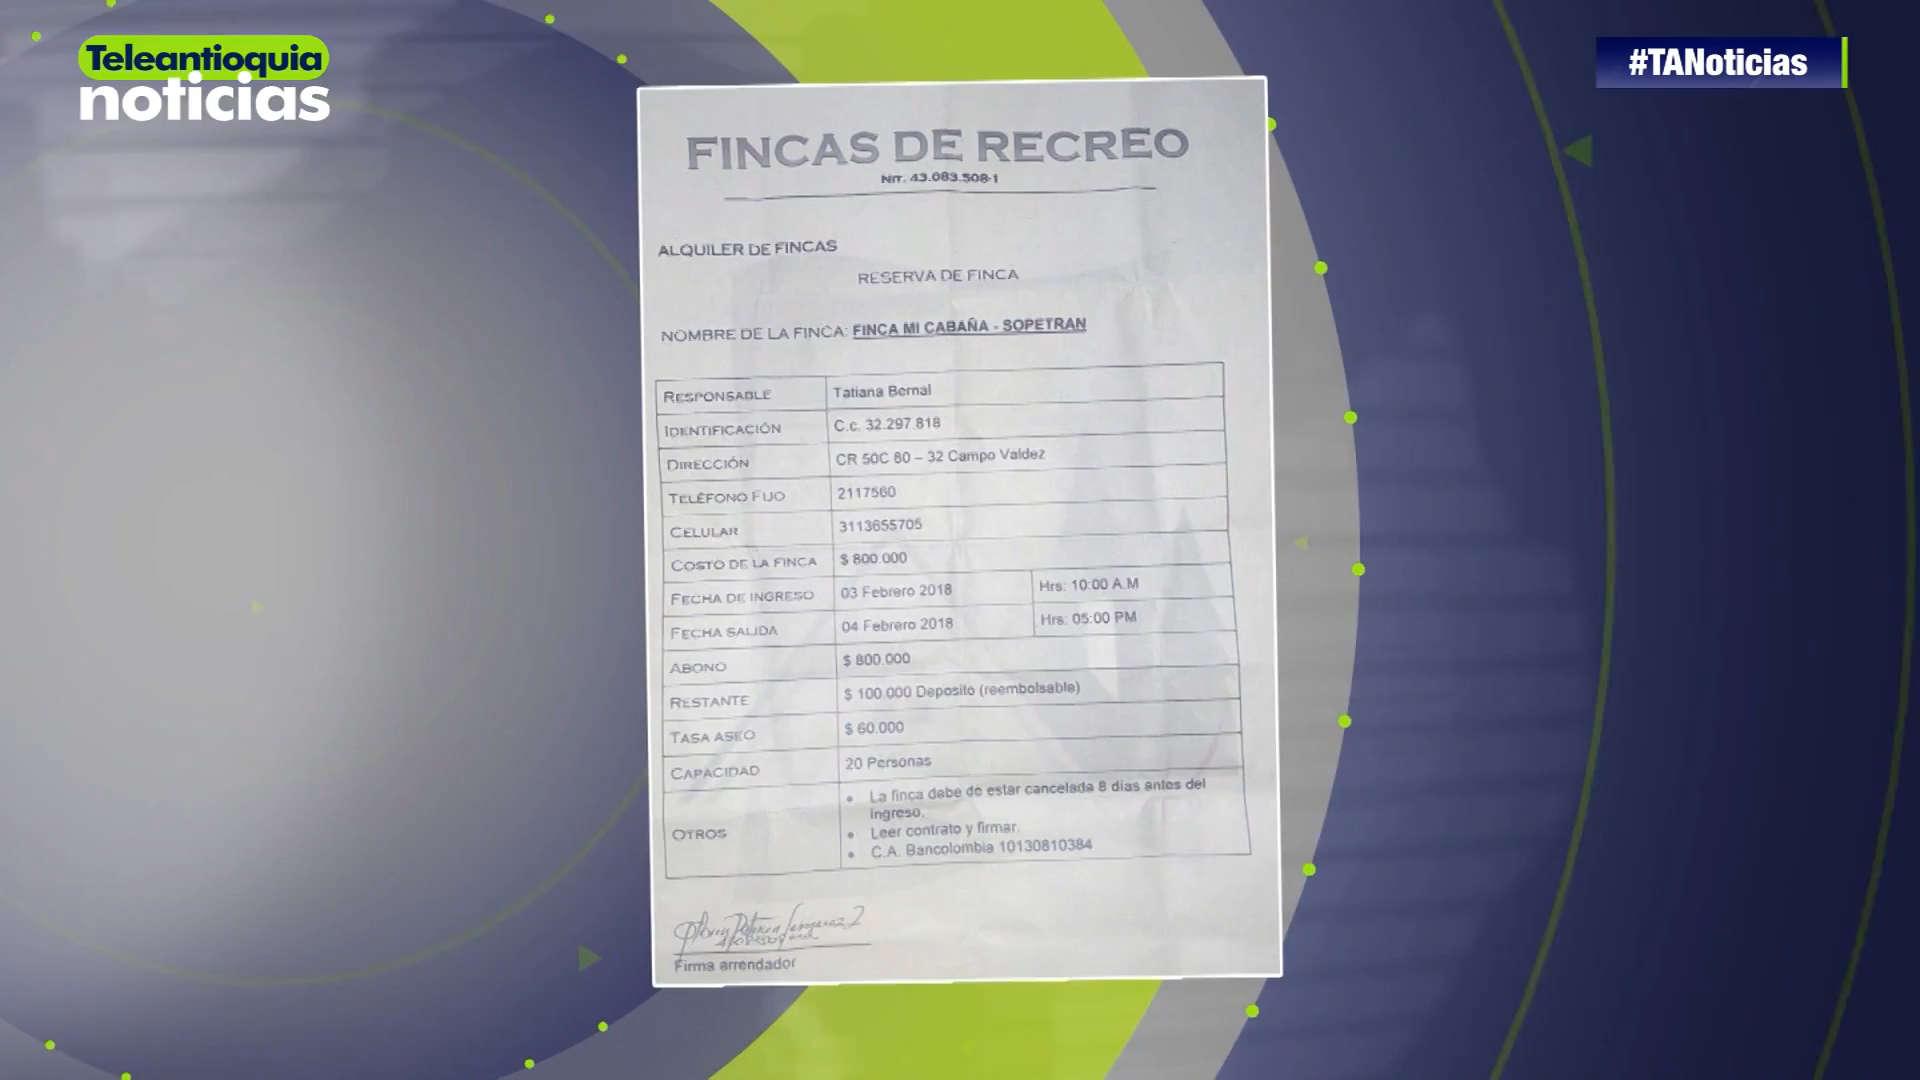 Teleantioquia
noticias
#TANoticias
FINCAS DE RECREO
NIT. 43.083.508-1
ALQUILER DE FINCAS
RESERVA DE FINCA
NOMBRE DE LA FINCA: FINCA MI CABAÑA - SOPETRAN
RESPONSABLE Tatiana Bernal
IDENTIFICACIÓN C.c. 32.297.818
DIRECCIÓN CR 50C 80 – 32 Campo Valdez
TELÉFONO FIJO 2117560
CELULAR 3113655705
COSTO DE LA FINCA $ 800.000
FECHA DE INGRESO 03 Febrero 2018 Hrs: 10:00 A.M
FECHA SALIDA 04 Febrero 2018 Hrs: 05:00 PM
ABONO $ 800.000
RESTANTE $ 100.000 Deposito (reembolsable)
TASA ASEO $ 60.000
CAPACIDAD 20 Personas
OTROS
• La finca debe de estar cancelada 8 días antes del
ingreso.
• Leer contrato y firmar.
• C.A. Bancolombia 10130810384
Firma arrendador